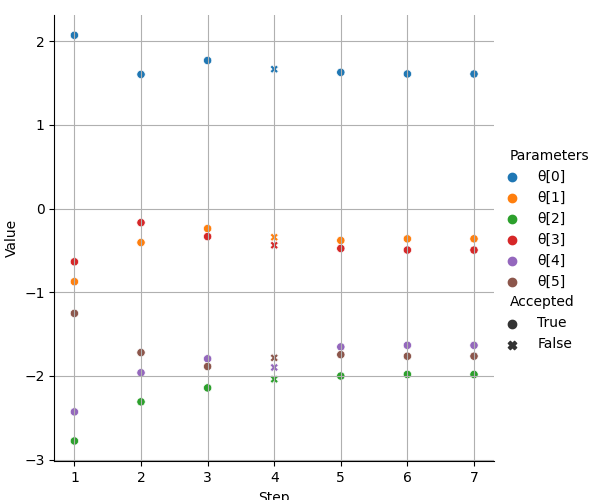 2
1
0
−1
−2
−3
Value
1 2 3 4 5 6 7
Step
Parameters
θ[0]
θ[1]
θ[2]
θ[3]
θ[4]
θ[5]
Accepted
True
False